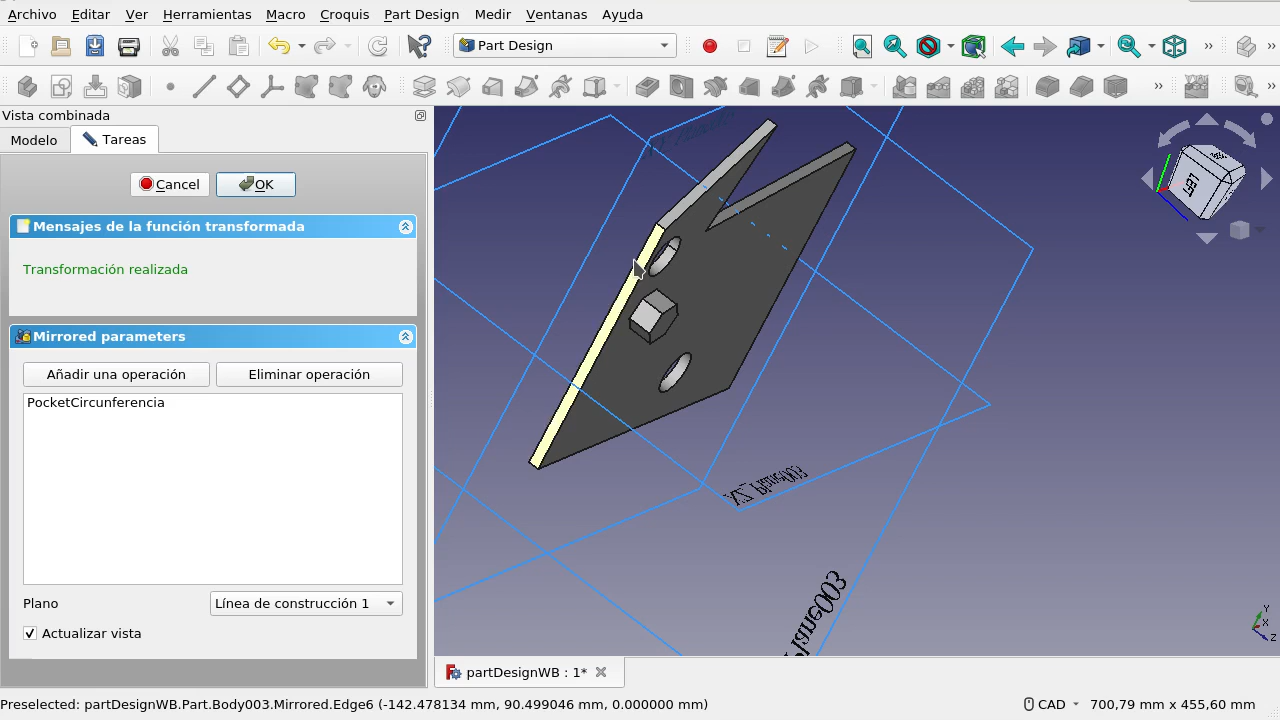 Archivo Editar Ver Herramientas Macro Croquis Part Design Medir Ventanas Ayuda
Part Design
Vista combinada
Modelo Tareas
Cancel OK
Mensajes de la función transformada
Transformación realizada
Mirrored parameters
Añadir una operación Eliminar operación
PocketCircunferencia
Plano Línea de construcción 1
Actualizar vista
LEFT
XZ_Plane003
Plane003
Y
X
Z
partDesignWB : 1*
Preselected: partDesignWB.Part.Body003.Mirrored.Edge6 (-142.478134 mm, 90.499046 mm, 0.000000 mm) CAD 700,79 mm x 455,60 mm